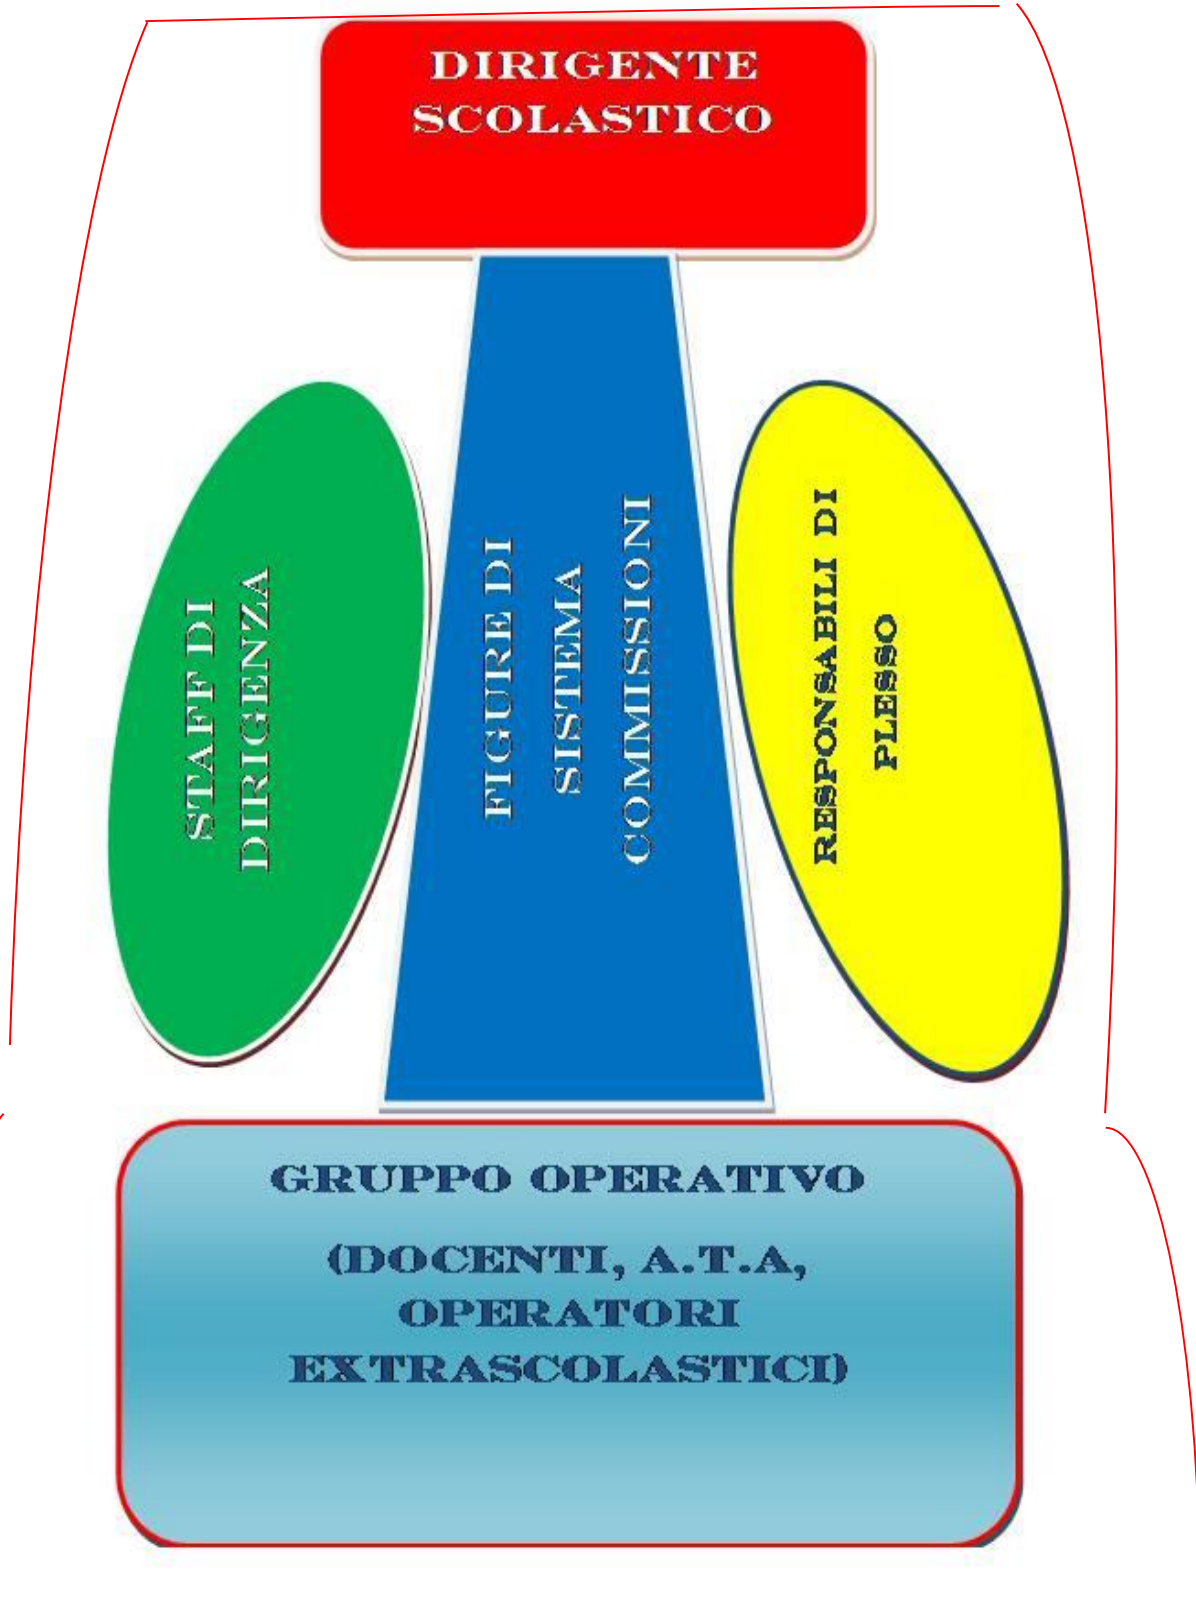 DIRIGENTE
SCOLASTICO
STAFF DI
DIRIGENZA
FIGURE DI
SISTEMA
COMMISSIONI
RESPONSABILI DI
PLESSO
GRUPPO OPERATIVO
(DOCENTI, A.T.A,
OPERATORI
EXTRASCOLASTICI)